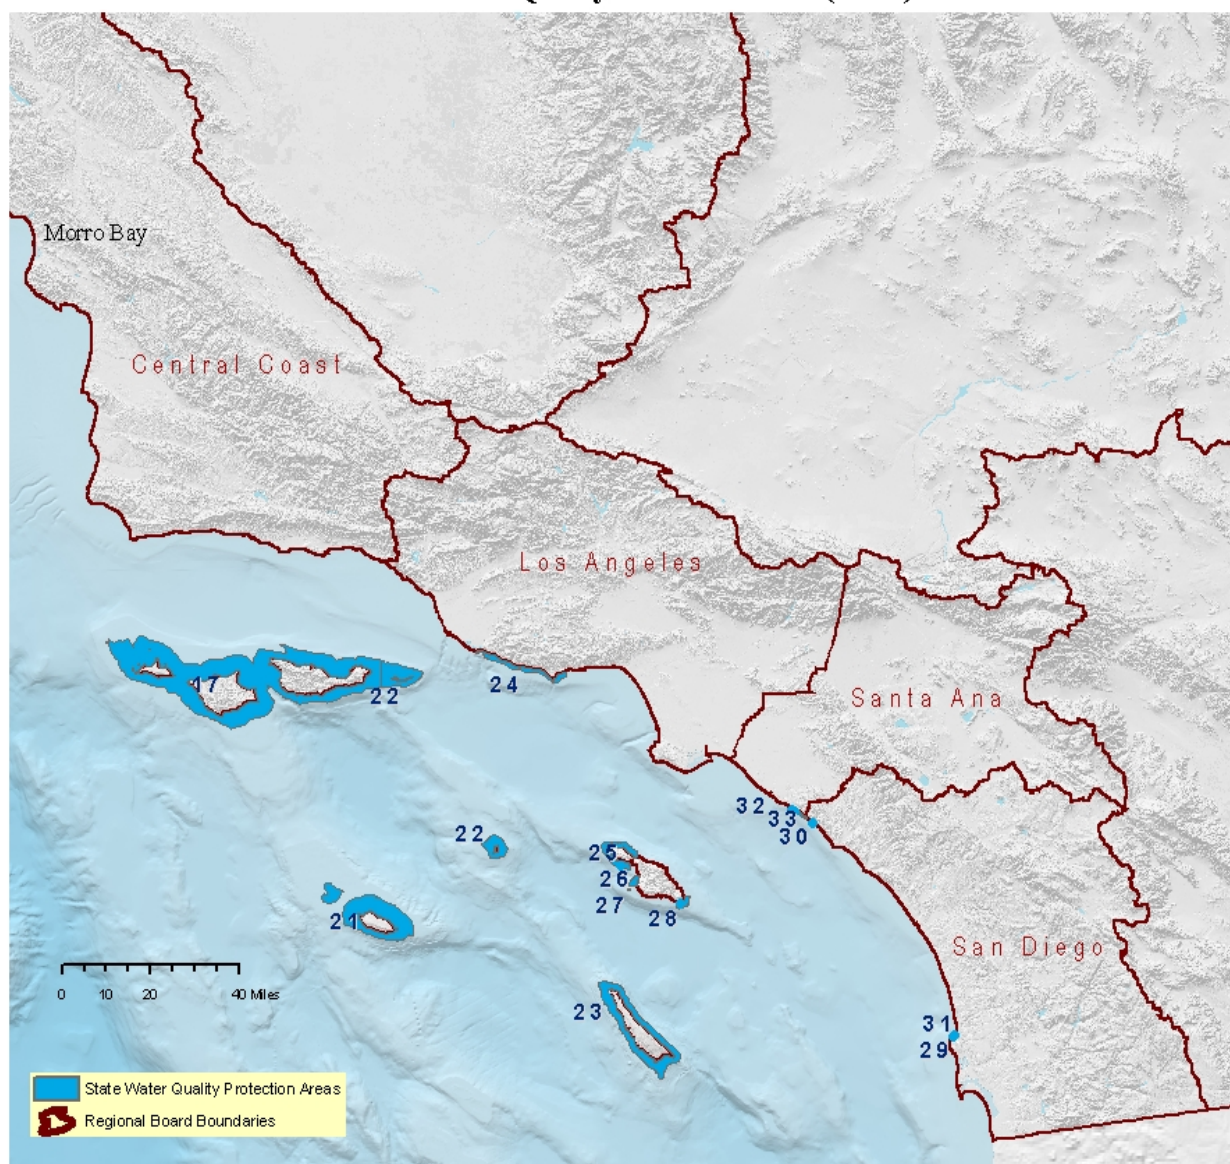 Morro Bay
Central Coast
Los Angeles
Santa Ana
17
22
24
32
33
30
22
25
26
27
28
21
San Diego
23
31
29
0 10 20 40 Miles
State Water Quality Protection Areas
Regional Board Boundaries